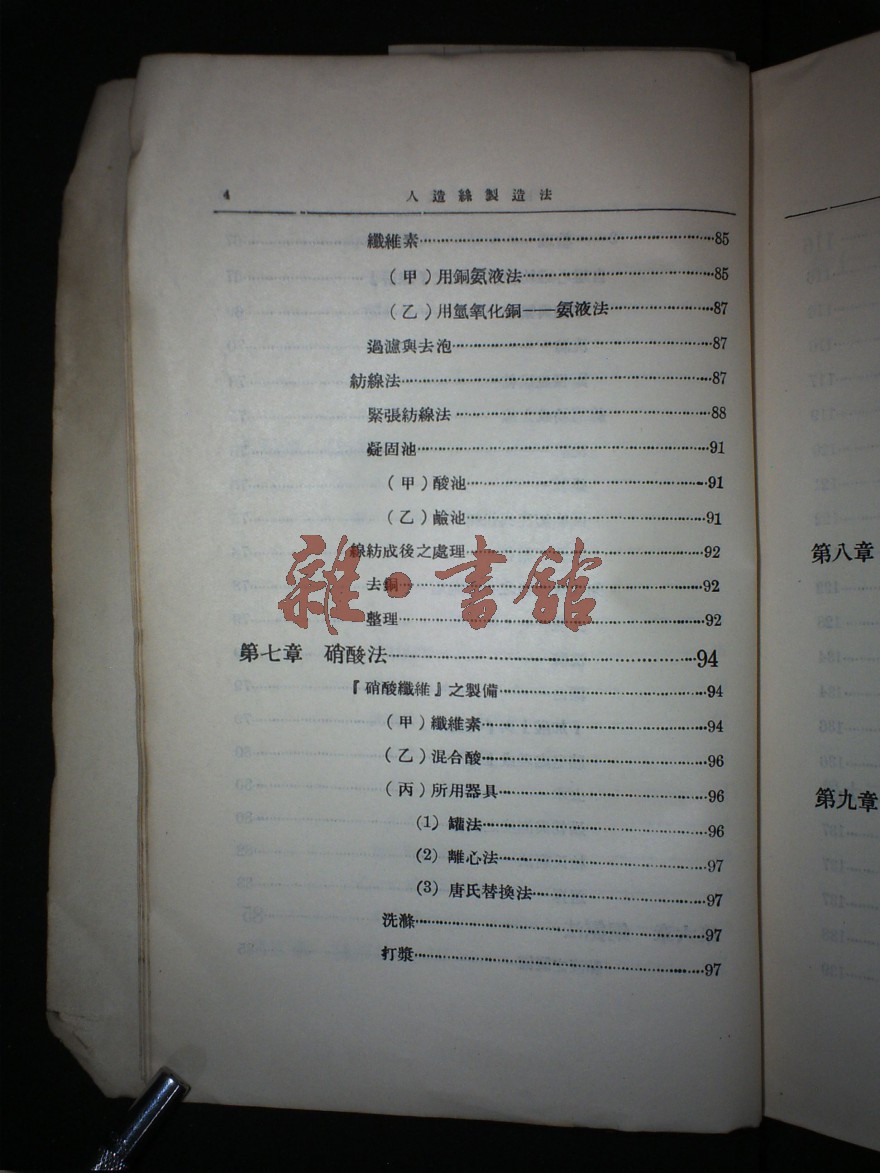 4 人造絲製造法
纖維素……85
（甲）用銅氨液法……85
（乙）用氫氧化銅——氨液法……87
過濾與去泡……87
紡線法……87
緊張紡線法……88
凝固池……91
（甲）酸池……91
（乙）鹼池……91
線紡成後之處理……92
去銅……92
整理……92
第七章　硝酸法……94
『硝酸纖維』之製備……94
（甲）纖維素……94
（乙）混合酸……96
（丙）所用器具……96
(1) 罐法……96
(2) 離心法……97
(3) 唐氏替換法……97
洗滌……97
打漿……97
雜·書館
第八章
第九章